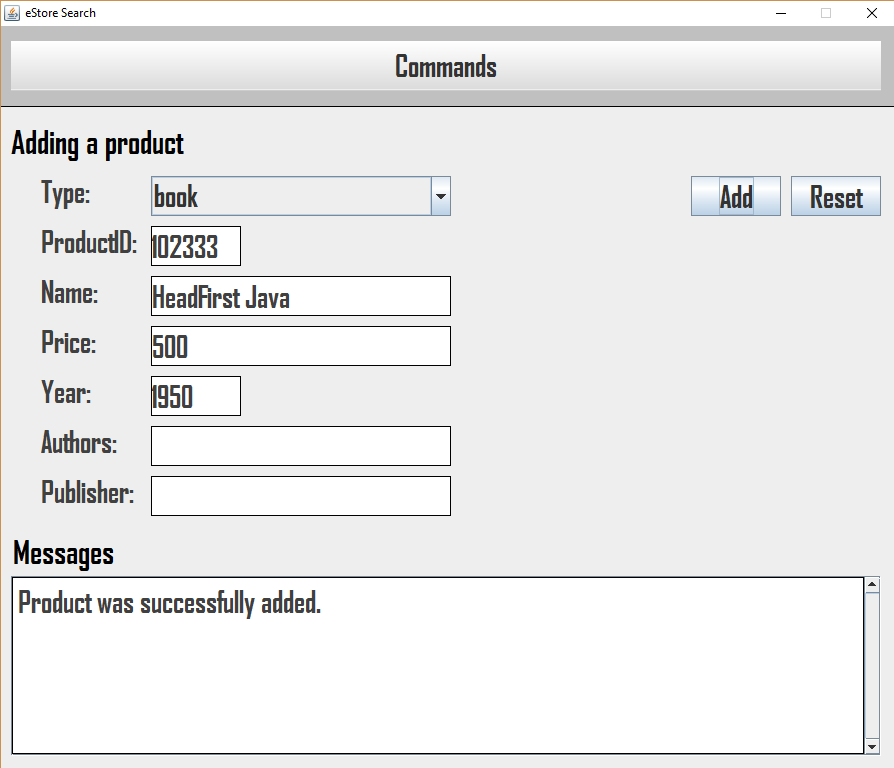 eStore Search
Commands
Adding a product
Type: book Add Reset
ProductID: 102333
Name: HeadFirst Java
Price: 500
Year: 1950
Authors:
Publisher:
Messages
Product was successfully added.